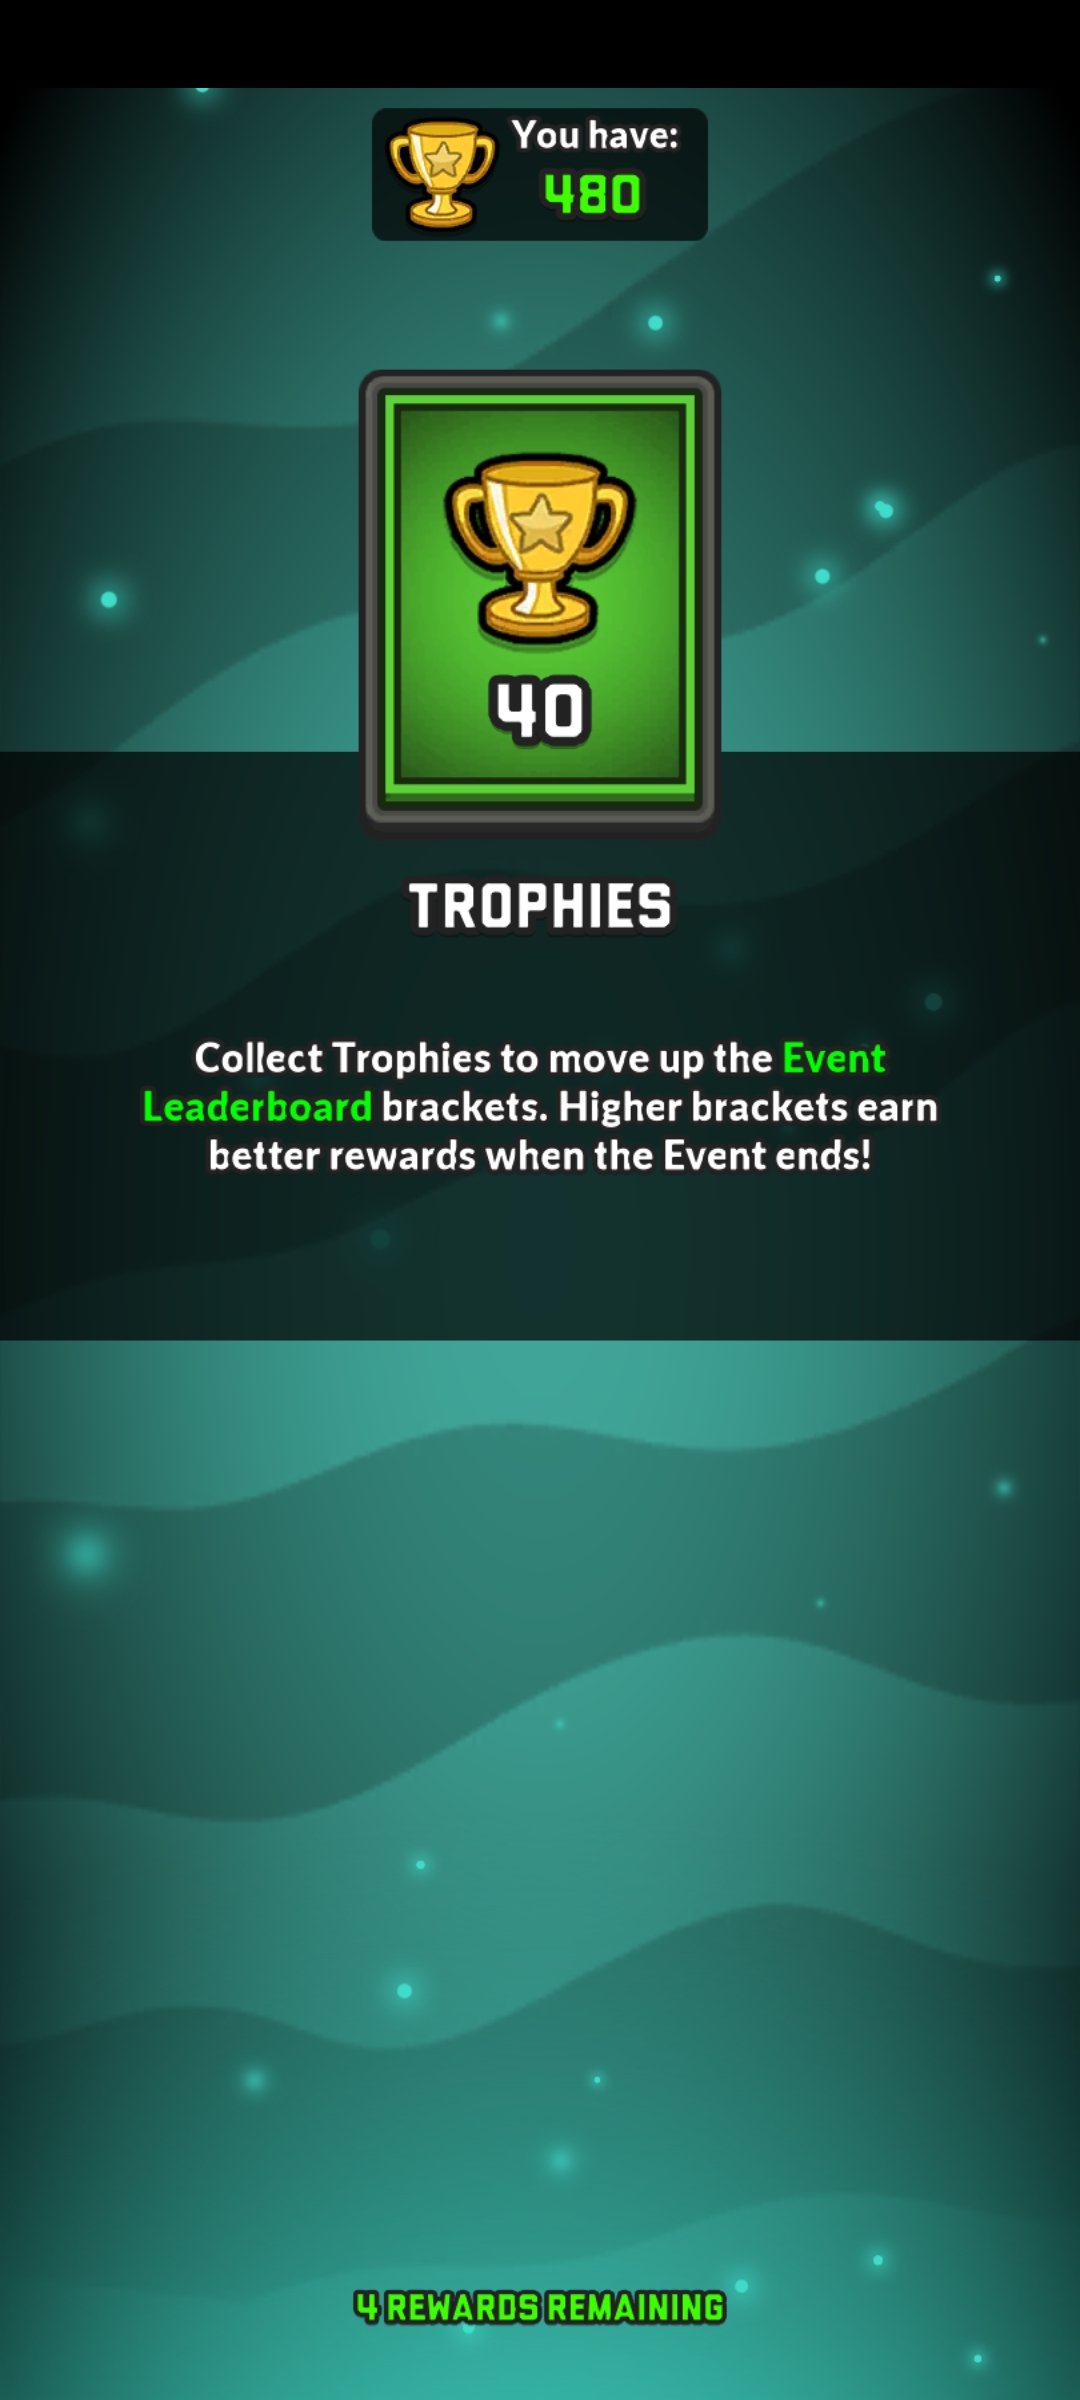 You have:
480
40
TROPHIES
Collect Trophies to move up the Event
Leaderboard brackets. Higher brackets earn
better rewards when the Event ends!
4 REWARDS REMAINING